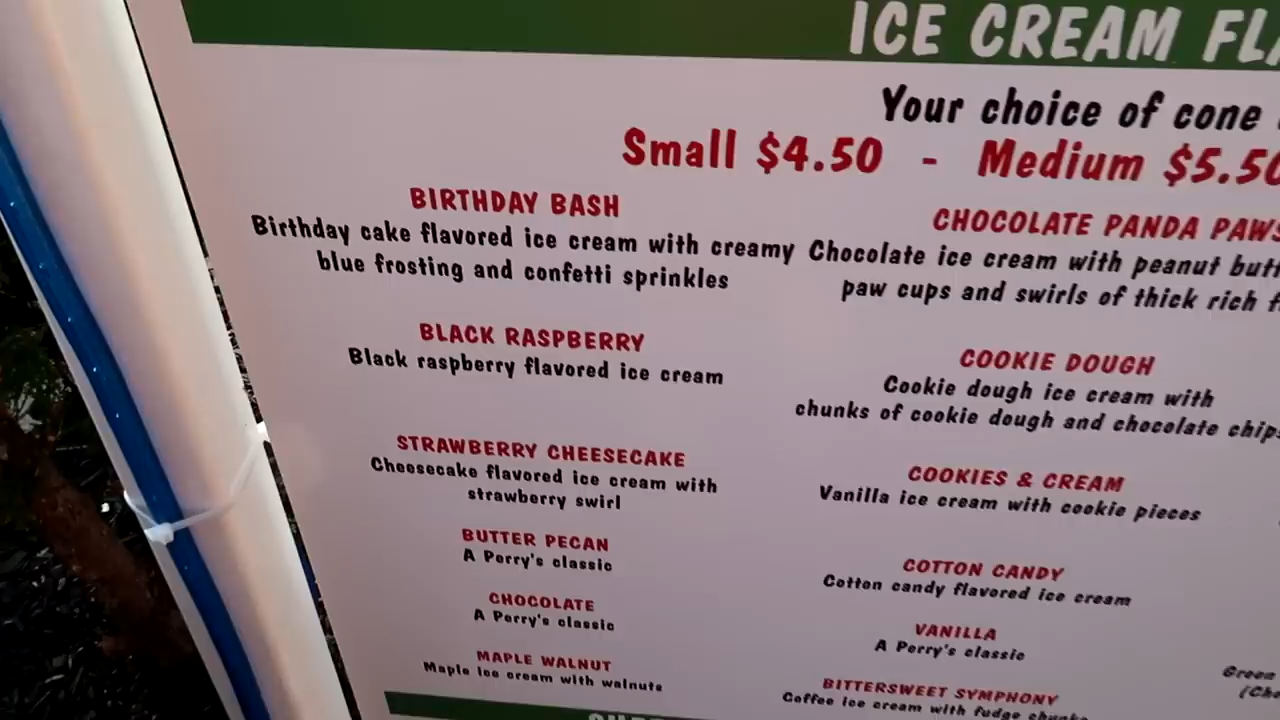 ICE CREAM
Your choice of cone
Small $4.50 - Medium $5.50
BIRTHDAY BASH
Birthday cake flavored ice cream with creamy
blue frosting and confetti sprinkles
BLACK RASPBERRY
Black raspberry flavored ice cream
STRAWBERRY CHEESECAKE
Cheesecake flavored ice cream with
strawberry swirl
BUTTER PECAN
A Perry's classic
CHOCOLATE
A Perry's classic
MAPLE WALNUT
Maple ice cream with walnuts
CHOCOLATE PANDA PAWS
Chocolate ice cream with peanut
paw cups and swirls of thick rich
COOKIE DOUGH
Cookie dough ice cream with
chunks of cookie dough and chocolate chips
COOKIES & CREAM
Vanilla ice cream with cookie pieces
COTTON CANDY
Cotton candy flavored ice cream
VANILLA
A Perry's classic
BITTERSWEET SYMPHONY
Coffee ice cream with fudge chunks
Green